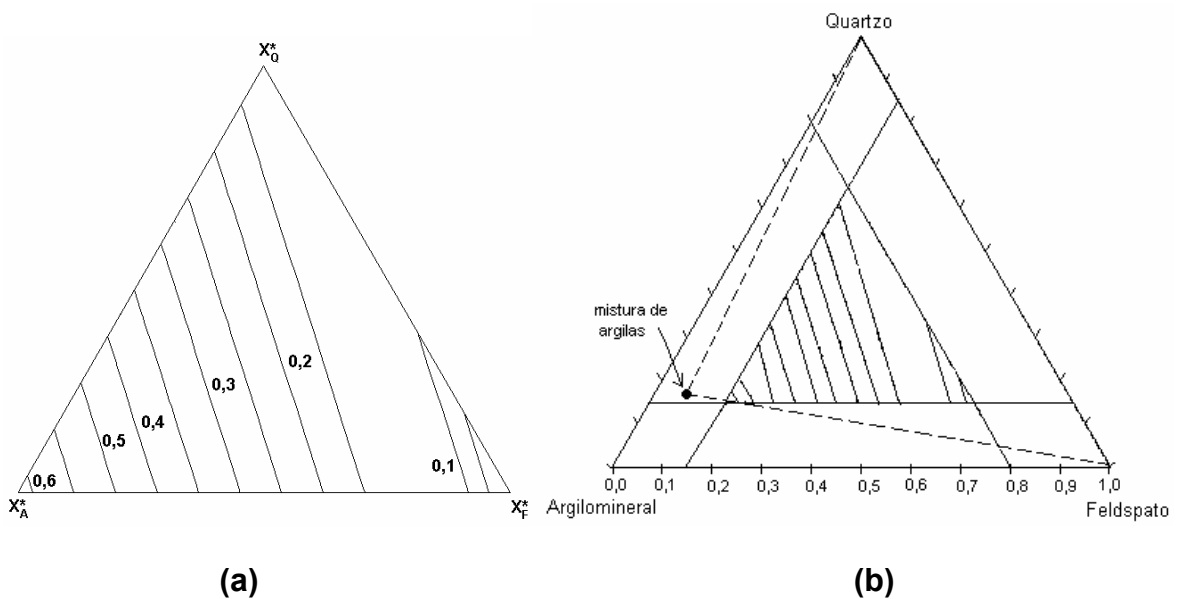 X*Q
0,2
0,3
0,4
0,5
0,6
0,1
X*A
X*F
(a)
Quartzo
mistura de
argilas
0,0 0,1 0,2 0,3 0,4 0,5 0,6 0,7 0,8 0,9 1,0
Argilomineral
Feldspato
(b)